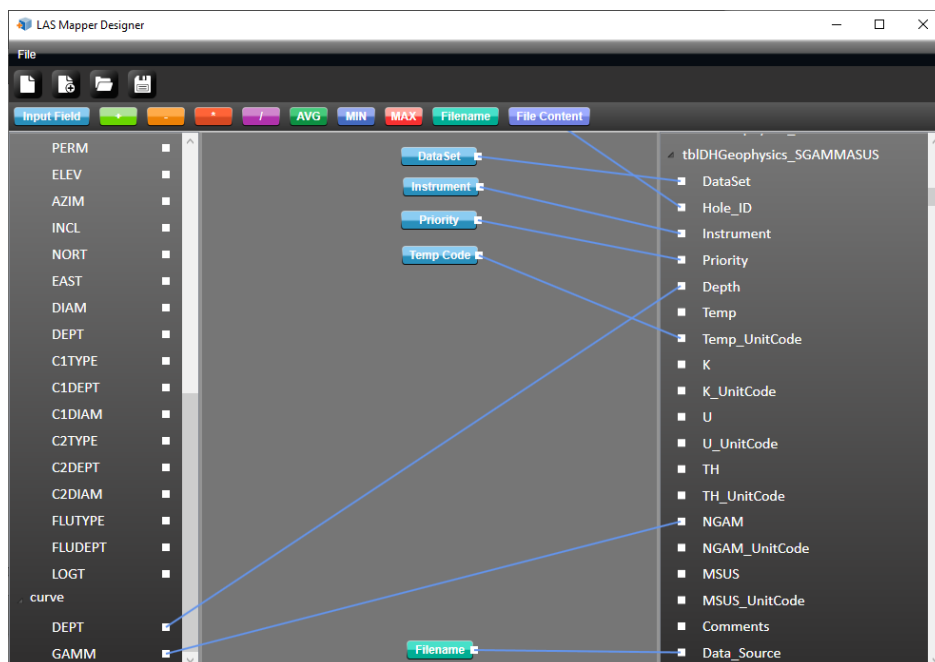 LAS Mapper Designer
File
Input Field + - * / AVG MIN MAX Filename File Content
PERM
ELEV
AZIM
INCL
NORT
EAST
DIAM
DEPT
C1TYPE
C1DEPT
C1DIAM
C2TYPE
C2DEPT
C2DIAM
FLUTYPE
FLUDEPT
LOGT
curve
DEPT
GAMM
DataSet
Instrument
Priority
Temp Code
Filename
tblDHGeophysics_SGAMMASUS
DataSet
Hole_ID
Instrument
Priority
Depth
Temp
Temp_UnitCode
K
K_UnitCode
U
U_UnitCode
TH
TH_UnitCode
NGAM
NGAM_UnitCode
MSUS
MSUS_UnitCode
Comments
Data_Source